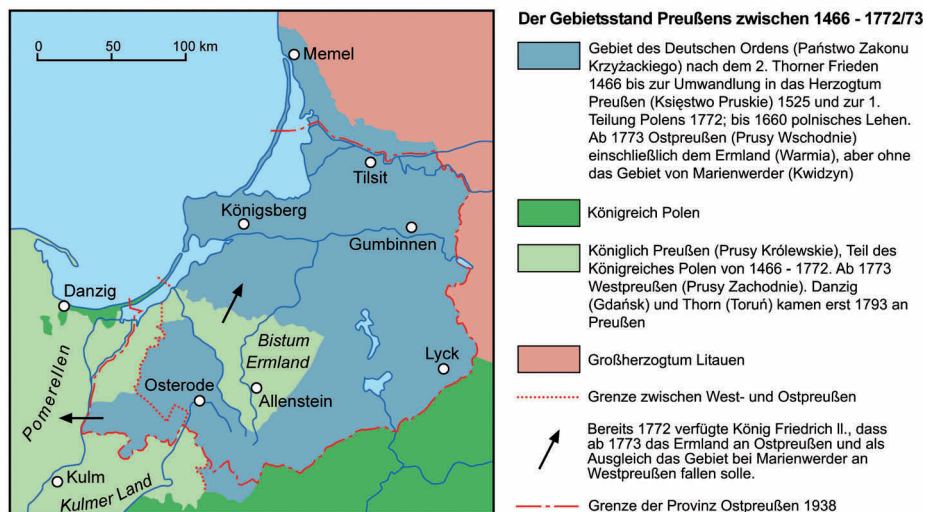 0 50 100 km
Memel
Tilsit
Königsberg
Gumbinnen
Danzig
Pomerellen
Bistum
Ermland
Lyck
Osterode
Allenstein
Kulm
Kulmer Land
Der Gebietsstand Preußens zwischen 1466 - 1772/73
Gebiet des Deutschen Ordens (Państwo Zakonu
Krzyżackiego) nach dem 2. Thorner Frieden
1466 bis zur Umwandlung in das Herzogtum
Preußen (Księstwo Pruskie) 1525 und zur 1.
Teilung Polens 1772; bis 1660 polnisches Lehen.
Ab 1773 Ostpreußen (Prusy Wschodnie)
einschließlich dem Ermland (Warmia), aber ohne
das Gebiet von Marienwerder (Kwidzyn)
Königreich Polen
Königlich Preußen (Prusy Królewskie), Teil des
Königreiches Polen von 1466 - 1772. Ab 1773
Westpreußen (Prusy Zachodnie). Danzig
(Gdańsk) und Thorn (Toruń) kamen erst 1793 an
Preußen
Großherzogtum Litauen
Grenze zwischen West- und Ostpreußen
Bereits 1772 verfügte König Friedrich II., dass
ab 1773 das Ermland an Ostpreußen und als
Ausgleich das Gebiet bei Marienwerder an
Westpreußen fallen solle.
Grenze der Provinz Ostpreußen 1938